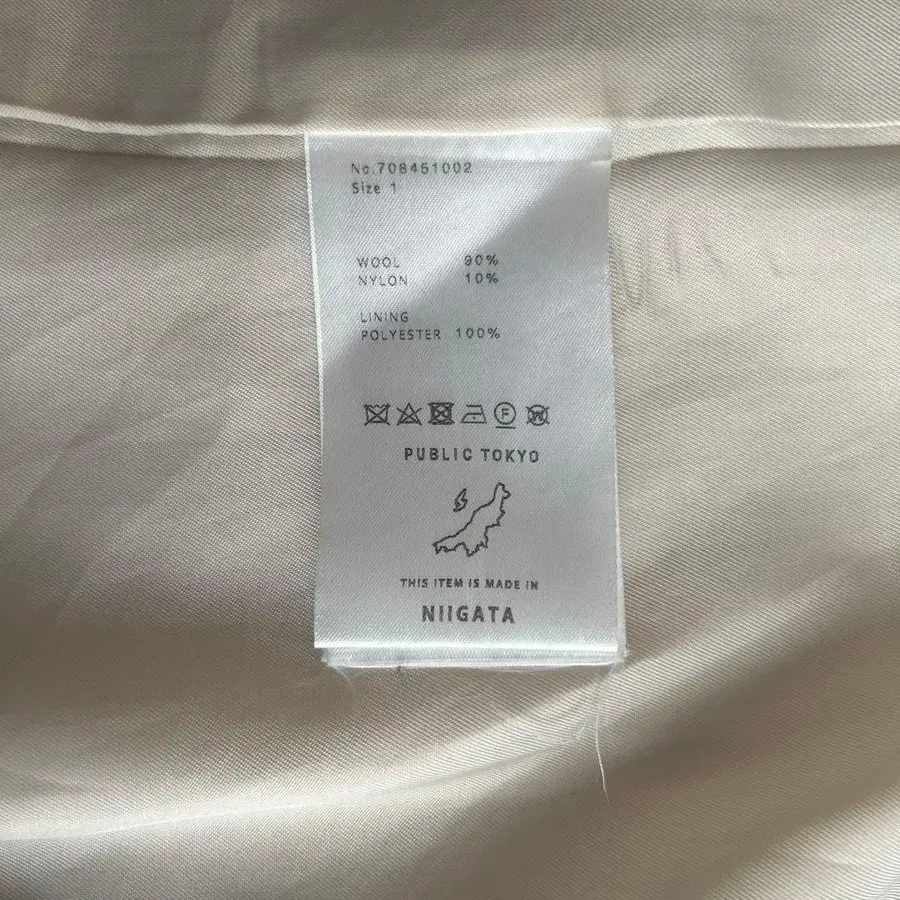 No.708451002
Size 1
WOOL 90%
NYLON 10%
LINING
POLYESTER 100%
F W
PUBLIC TOKYO
THIS ITEM IS MADE IN
NIIGATA